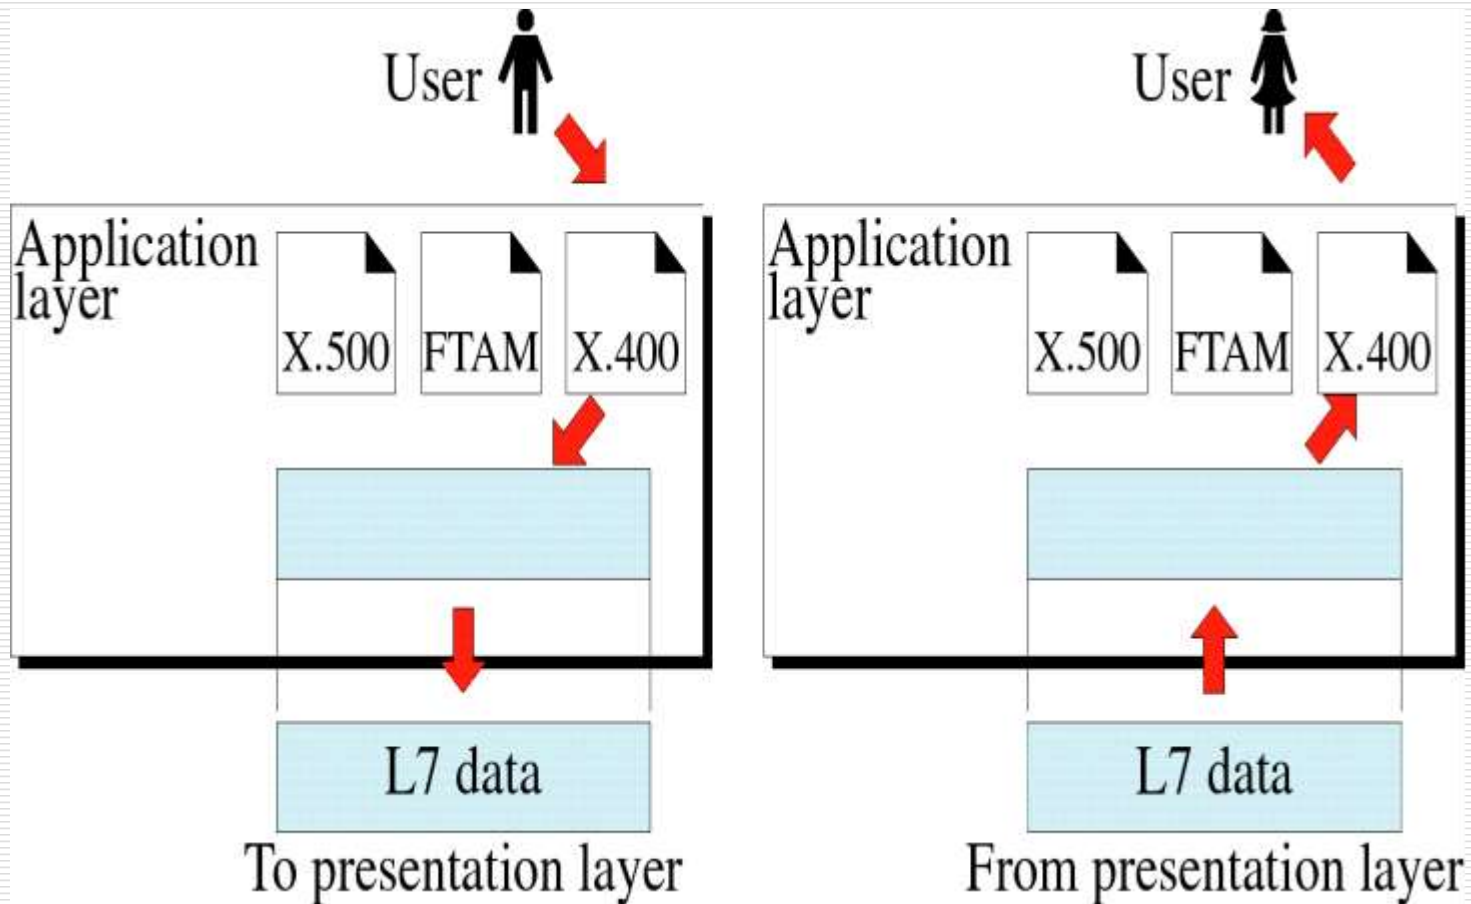 User
Application
layer
X.500
FTAM
X.400
L7 data
To presentation layer
User
Application
layer
X.500
FTAM
X.400
L7 data
From presentation layer